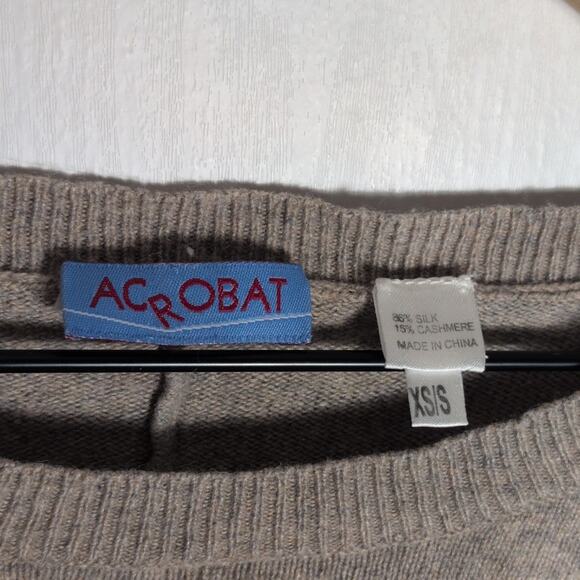 ACROBAT
85% SILK
15% CASHMERE
MADE IN CHINA
XS/S